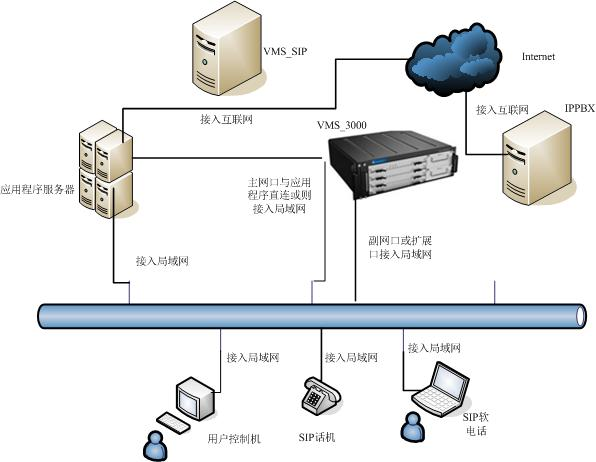 VMS_SIP
Internet
接入互联网
接入互联网
IPPBX
VMS_3000
应用程序服务器
主网口与应用
程序直连或则
接入局域网
副网口或扩展
口接入局域网
接入局域网
接入局域网
接入局域网
接入局域网
用户控制机
SIP话机
SIP软
电话